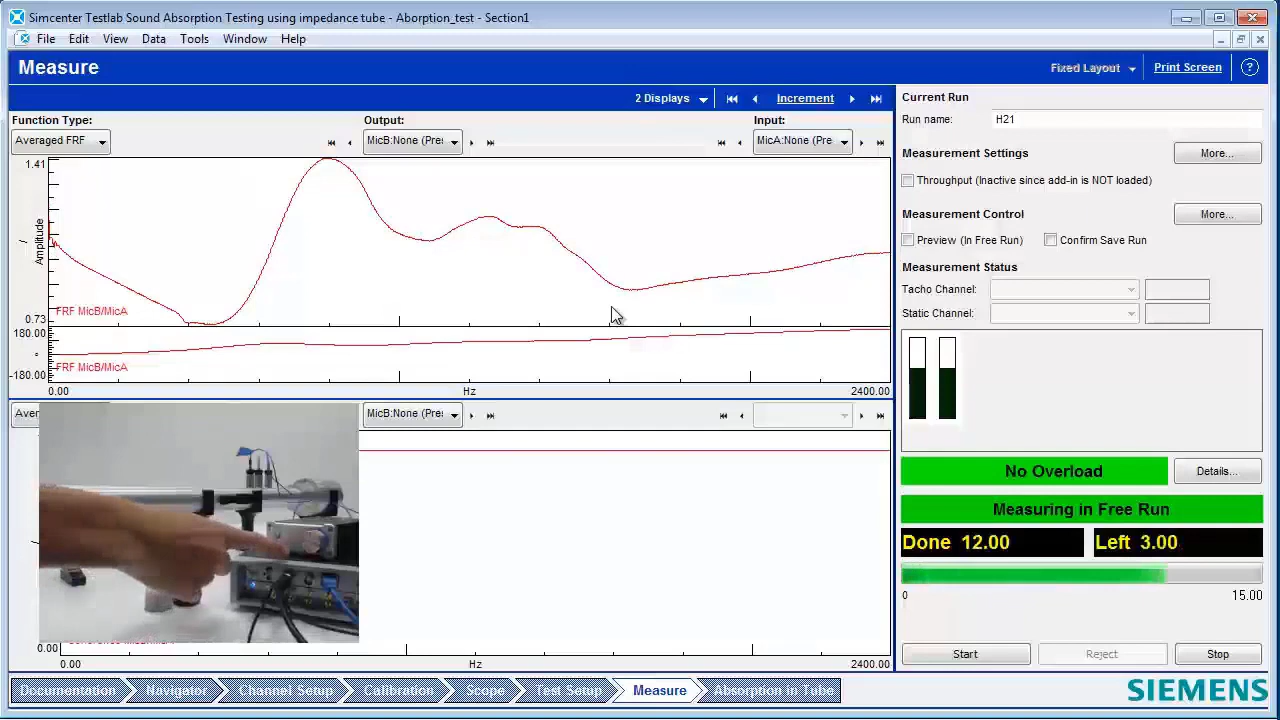 Simcenter Testlab Sound Absorption Testing using impedance tube - Aborption_test - Section1
File Edit View Data Tools Window Help
Measure
Fixed Layout Print Screen ?
2 Displays Increment
Function Type: Output: Input:
Averaged FRF MicB:None (Pre MicA:None (Pre
1.41
Amplitude
/
0.73
FRF MicB/MicA
180.00
-180.00
FRF MicB/MicA
0.00 Hz 2400.00
Aver MicB:None (Pre
0.00
0.00 Hz 2400.00
Current Run
Run name: H21
Measurement Settings More...
Throughput (Inactive since add-in is NOT loaded)
Measurement Control More...
Preview (In Free Run) Confirm Save Run
Measurement Status
Tacho Channel:
Static Channel:
No Overload Details...
Measuring in Free Run
Done 12.00 Left 3.00
0 15.00
Start Reject Stop
Documentation Navigator Channel Setup Calibration Scope Test Setup Measure Absorption in Tube
SIEMENS